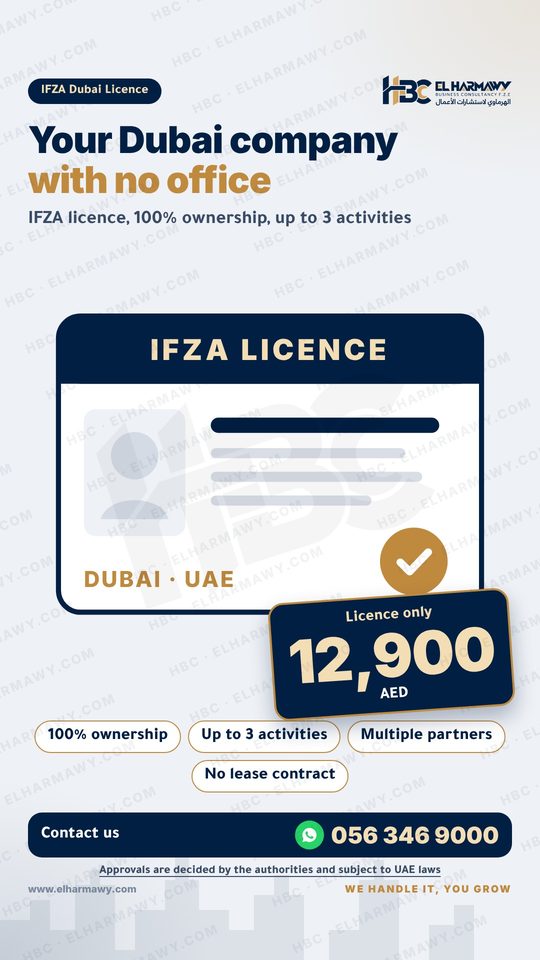 IFZA Dubai Licence
HBC EL HARMAWY
BUSINESS CONSULTANCY F.Z.E
الهرماوي لاستشارات الأعمال
Your Dubai company
with no office
IFZA licence, 100% ownership, up to 3 activities
IFZA LICENCE
DUBAI · UAE
Licence only
12,900
AED
100% ownership
Up to 3 activities
Multiple partners
No lease contract
Contact us
056 346 9000
Approvals are decided by the authorities and subject to UAE laws
www.elharmawy.com
WE HANDLE IT, YOU GROW
HBC · ELHARMAWY.COM